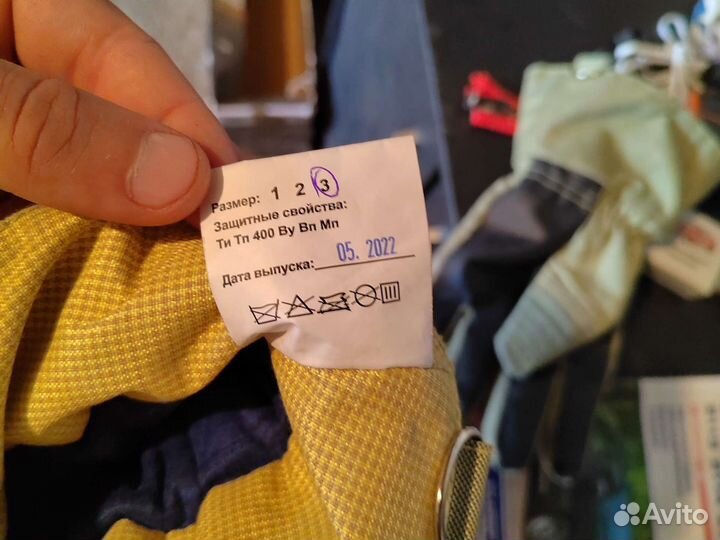 Размер: 1 2 3
Защитные свойства:
Ти Тп 400 Ву Вп Мп
Дата выпуска: 05. 2022
Avito